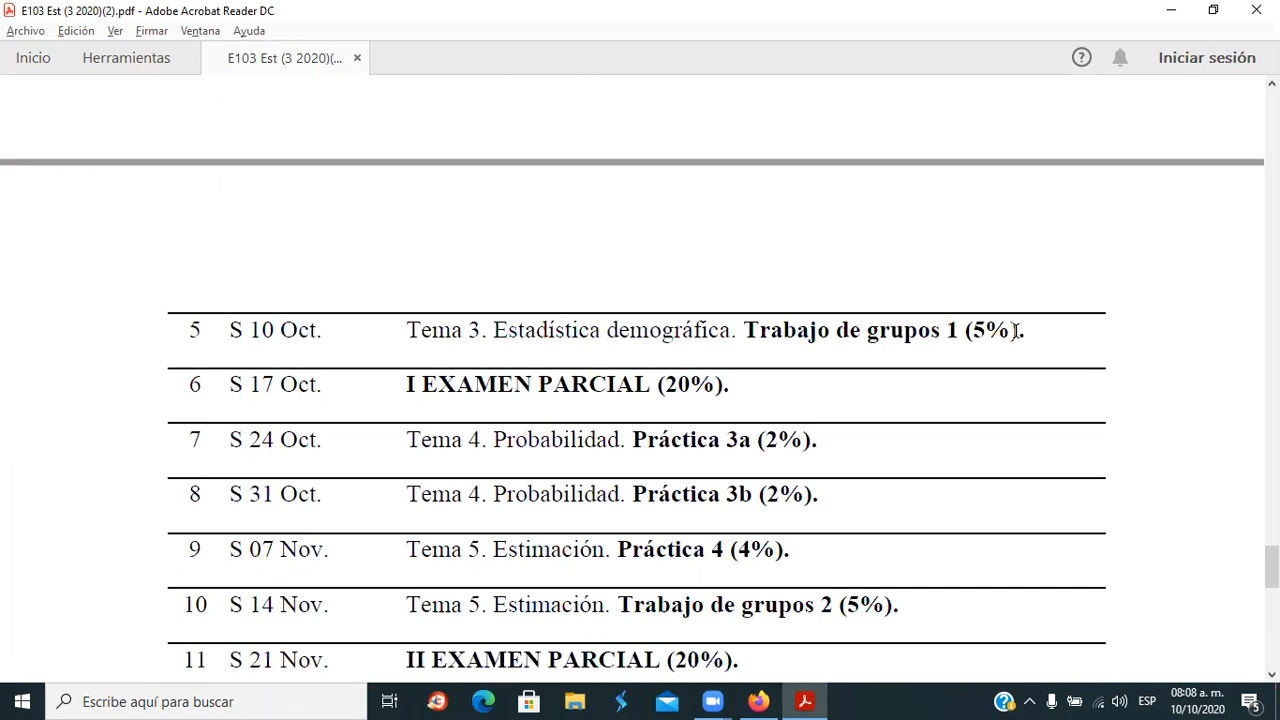 E103 Est (3 2020)(2).pdf - Adobe Acrobat Reader DC
Archivo Edición Ver Firmar Ventana Ayuda
Inicio Herramientas E103 Est (3 2020)(... × Iniciar sesión
5 S 10 Oct. Tema 3. Estadística demográfica. Trabajo de grupos 1 (5%).
6 S 17 Oct. I EXAMEN PARCIAL (20%).
7 S 24 Oct. Tema 4. Probabilidad. Práctica 3a (2%).
8 S 31 Oct. Tema 4. Probabilidad. Práctica 3b (2%).
9 S 07 Nov. Tema 5. Estimación. Práctica 4 (4%).
10 S 14 Nov. Tema 5. Estimación. Trabajo de grupos 2 (5%).
11 S 21 Nov. II EXAMEN PARCIAL (20%).
Escribe aquí para buscar ESP 08:08 a. m.
10/10/2020 5